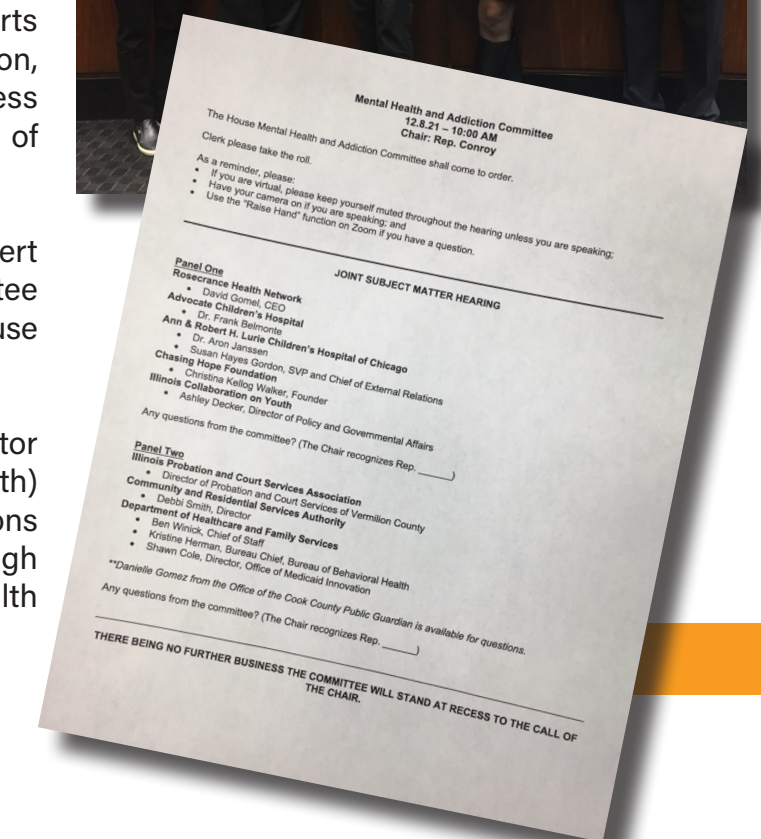 rts
on,
ess
of
ert
tee
use
tor
th)
ons
gh
lth
Mental Health and Addiction Committee
12.8.21 – 10:00 AM
Chair: Rep. Conroy
The House Mental Health and Addiction Committee shall come to order.
Clerk please take the roll.
As a reminder, please:
• If you are virtual, please keep yourself muted throughout the hearing unless you are speaking;
• Have your camera on if you are speaking; and
• Use the "Raise Hand" function on Zoom if you have a question.
JOINT SUBJECT MATTER HEARING
Panel One
Rosecrance Health Network
• David Gomel, CEO
Advocate Children's Hospital
• Dr. Frank Belmonte
Ann & Robert H. Lurie Children's Hospital of Chicago
• Dr. Aron Janssen
• Susan Hayes Gordon, SVP and Chief of External Relations
Chasing Hope Foundation
• Christina Kellog Walker, Founder
Illinois Collaboration on Youth
• Ashley Decker, Director of Policy and Governmental Affairs
Any questions from the committee? (The Chair recognizes Rep. ______)
Panel Two
Illinois Probation and Court Services Association
• Director of Probation and Court Services of Vermilion County
Community and Residential Services Authority
• Debbi Smith, Director
Department of Healthcare and Family Services
• Ben Winick, Chief of Staff
• Kristine Herman, Bureau Chief, Bureau of Behavioral Health
• Shawn Cole, Director, Office of Medicaid Innovation
**Danielle Gomez from the Office of the Cook County Public Guardian is available for questions.
Any questions from the committee? (The Chair recognizes Rep. ______)
THERE BEING NO FURTHER BUSINESS THE COMMITTEE WILL STAND AT RECESS TO THE CALL OF
THE CHAIR.